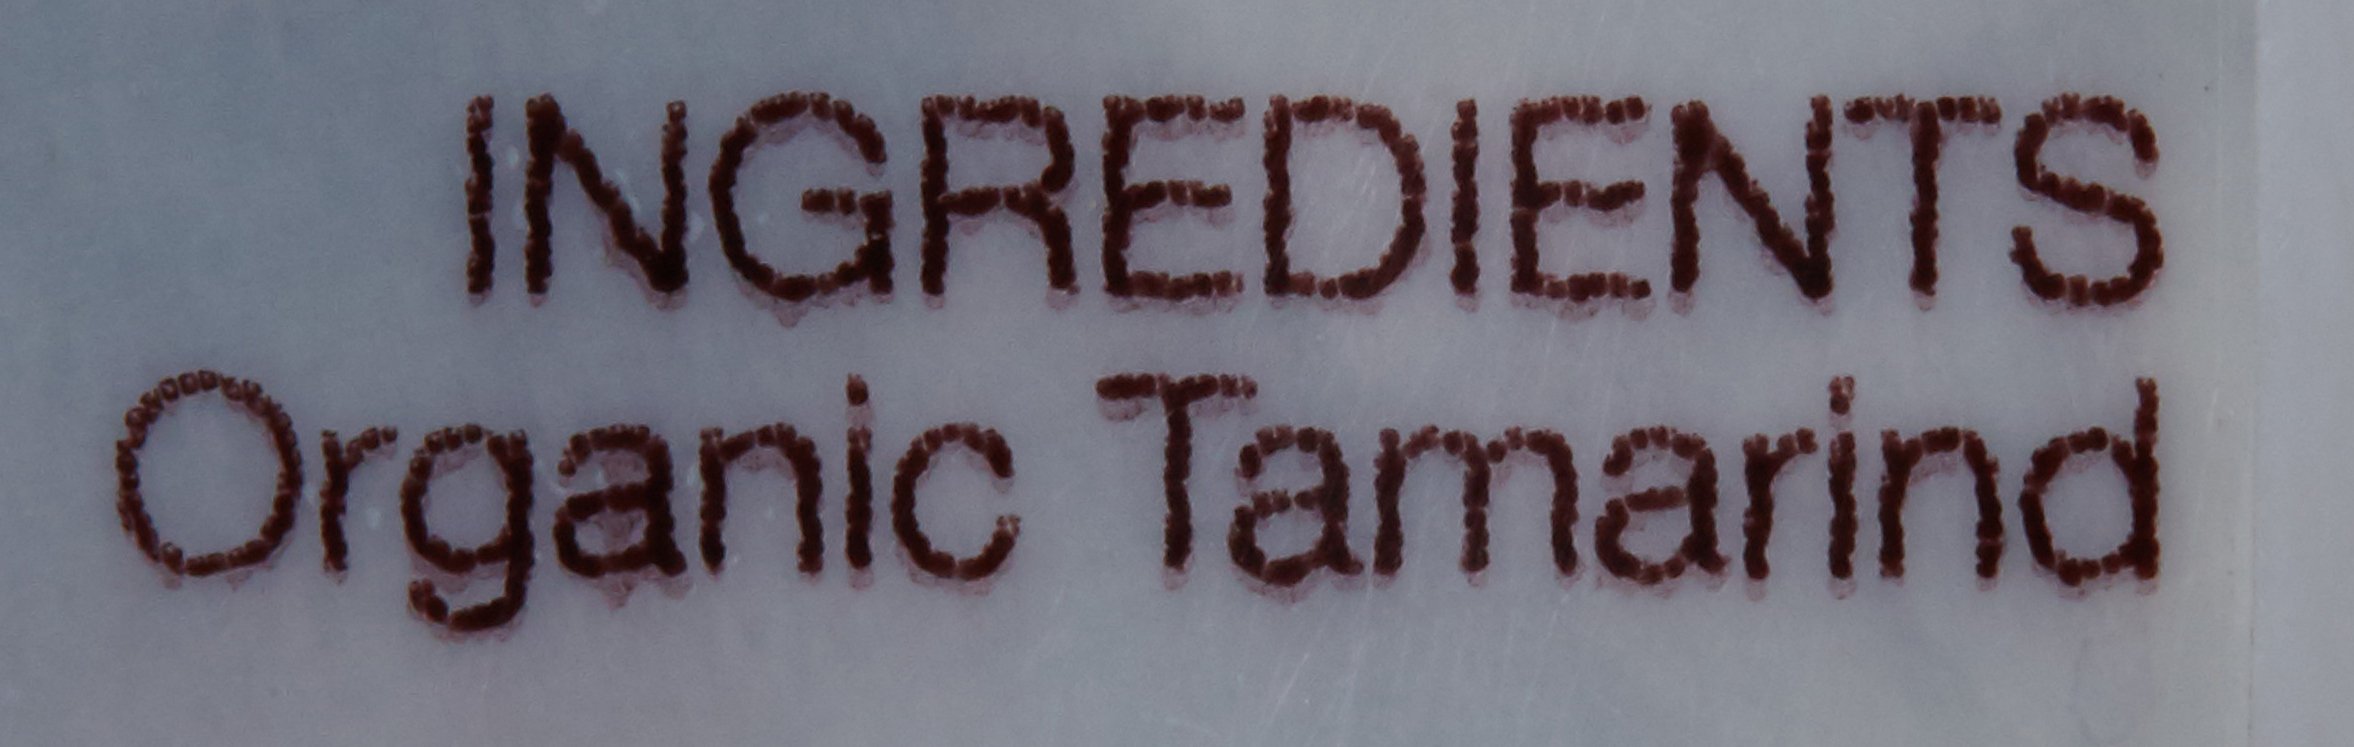 INGREDIENTS
Organic Tamarind